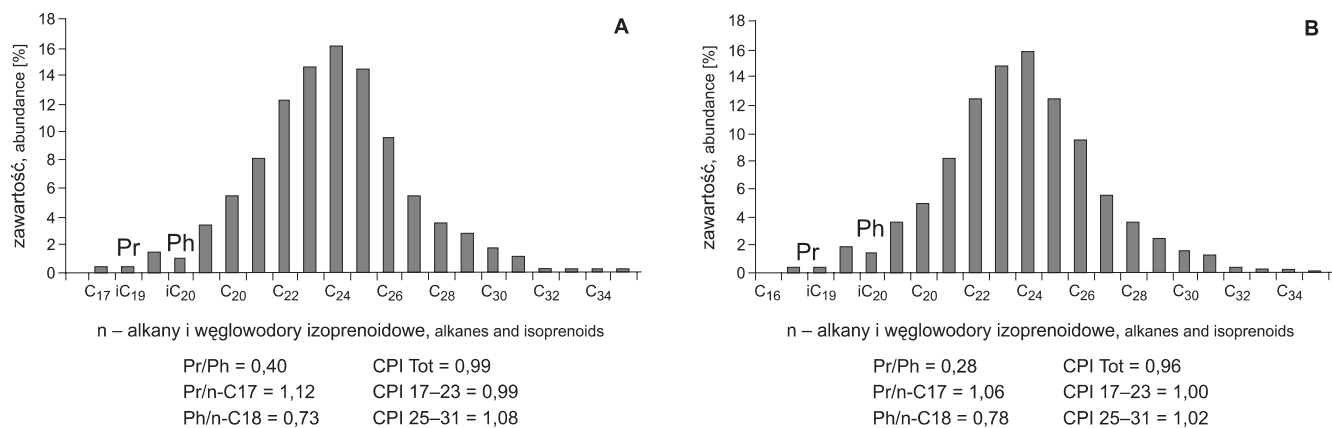 A
zawartość, abundance [%]
18
16
14
12
10
8
6
4
2
0
Pr
Ph
C17 iC19 iC20 C20 C22 C24 C26 C28 C30 C32 C34
n – alkany i węglowodory izoprenoidowe, alkanes and isoprenoids
Pr/Ph = 0,40 CPI Tot = 0,99
Pr/n-C17 = 1,12 CPI 17–23 = 0,99
Ph/n-C18 = 0,73 CPI 25–31 = 1,08
B
zawartość, abundance [%]
18
16
14
12
10
8
6
4
2
0
Pr
Ph
C16 iC19 iC20 C20 C22 C24 C26 C28 C30 C32 C34
n – alkany i węglowodory izoprenoidowe, alkanes and isoprenoids
Pr/Ph = 0,28 CPI Tot = 0,96
Pr/n-C17 = 1,06 CPI 17–23 = 1,00
Ph/n-C18 = 0,78 CPI 25–31 = 1,02